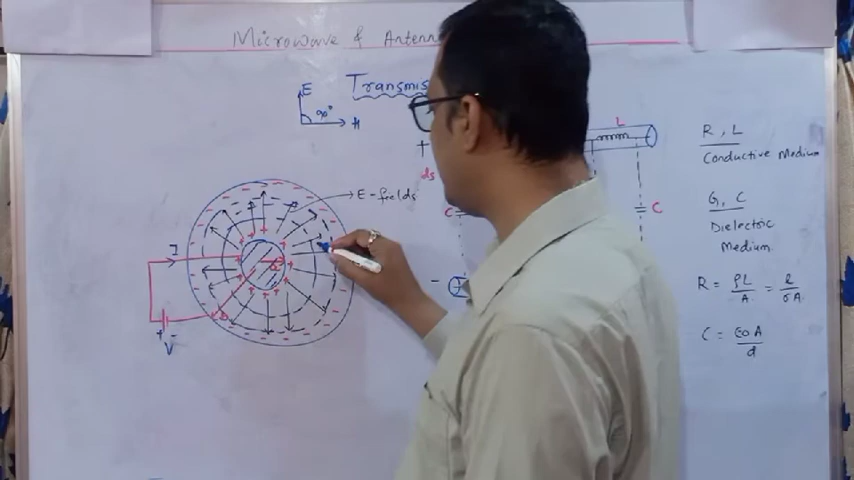 Microwave & Antenn
Transmis
E
90°
H
E-fields
I
+ -
V
+
ds
L
C
C
-
R, L
Conductive Medium
G, C
Dielectric
Medium
R = ρL/A = ℓ/σA
C = ϵ0A/d